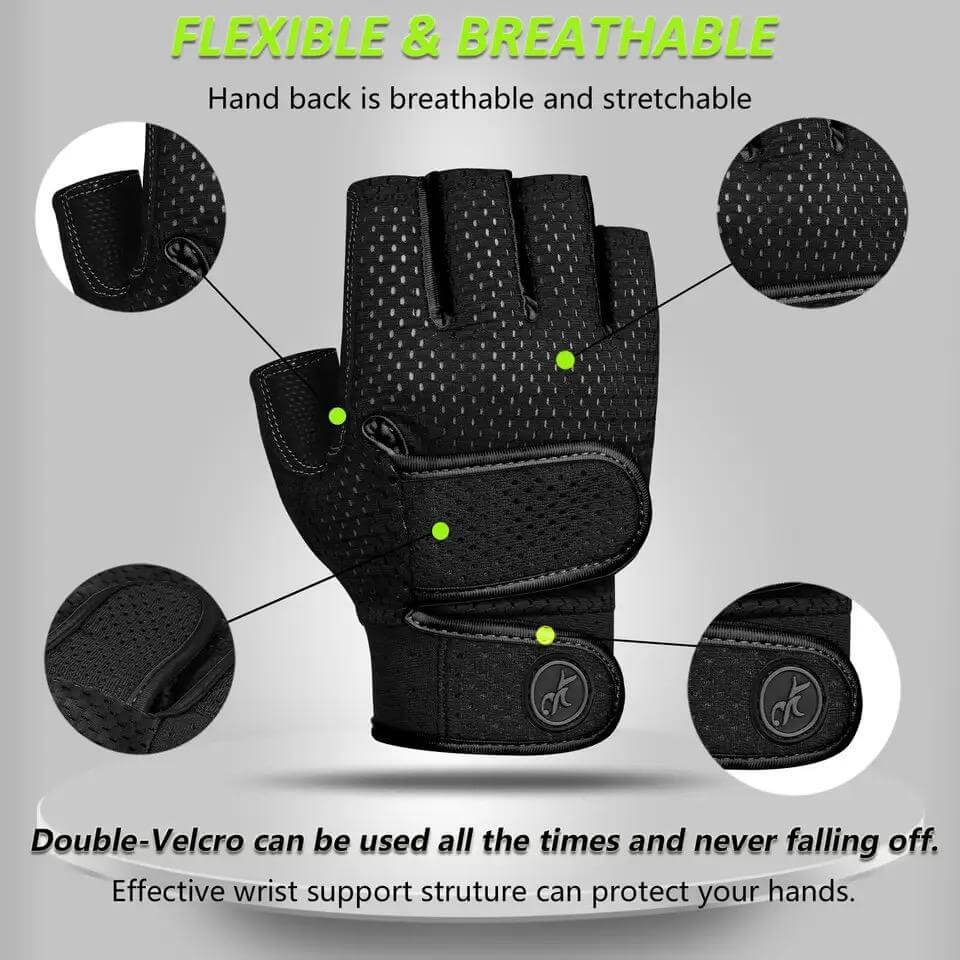 FLEXIBLE & BREATHABLE
Hand back is breathable and stretchable
Double-Velcro can be used all the times and never falling off.
Effective wrist support struture can protect your hands.